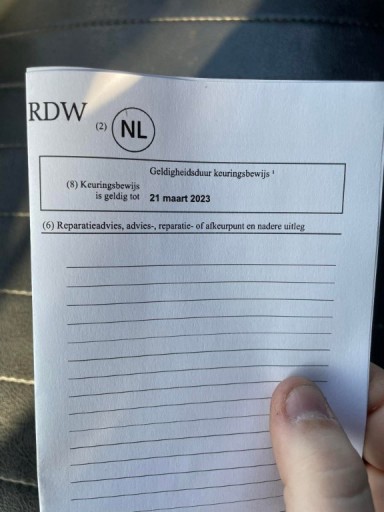 RDW (2) NL
Geldigheidsduur keuringsbewijs ¹
(8) Keuringsbewijs
is geldig tot 21 maart 2023
(6) Reparatieadvies, advies-, reparatie- of afkeurpunt en nadere uitleg